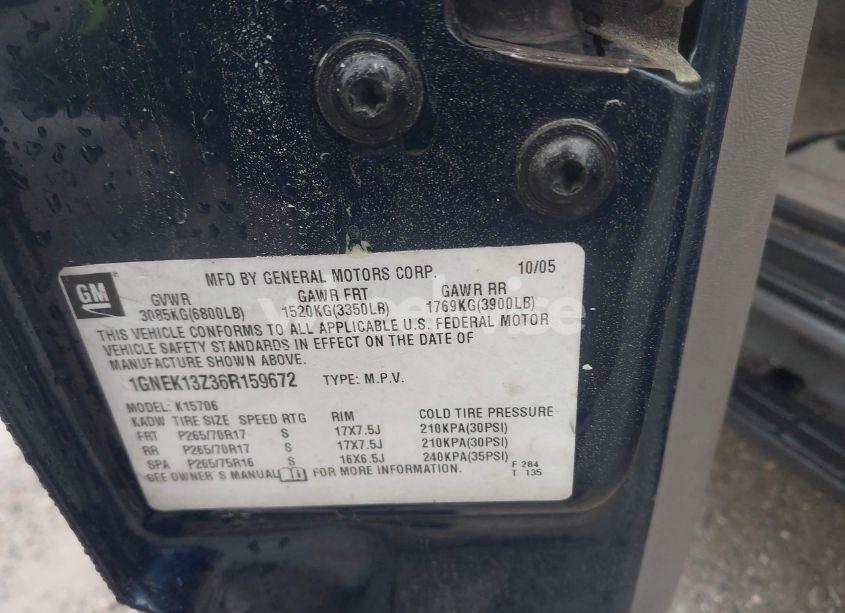 GM
MFD BY GENERAL MOTORS CORP. 10/05
GVWR GAWR FRT GAWR RR
3085KG(6800LB) 1520KG(3350LB) 1769KG(3900LB)
THIS VEHICLE CONFORMS TO ALL APPLICABLE U.S. FEDERAL MOTOR
VEHICLE SAFETY STANDARDS IN EFFECT ON THE DATE OF
MANUFACTURE SHOWN ABOVE.
1GNEK13Z36R159672 TYPE: M.P.V.
MODEL: K15706
KADW TIRE SIZE SPEED RTG RIM COLD TIRE PRESSURE
FRT P265/70R17 S 17X7.5J 210KPA(30PSI)
RR P265/70R17 S 17X7.5J 210KPA(30PSI)
SPA P265/75R16 S 16X6.5J 240KPA(35PSI)
SEE OWNER'S MANUAL FOR MORE INFORMATION.
F 284
T 135